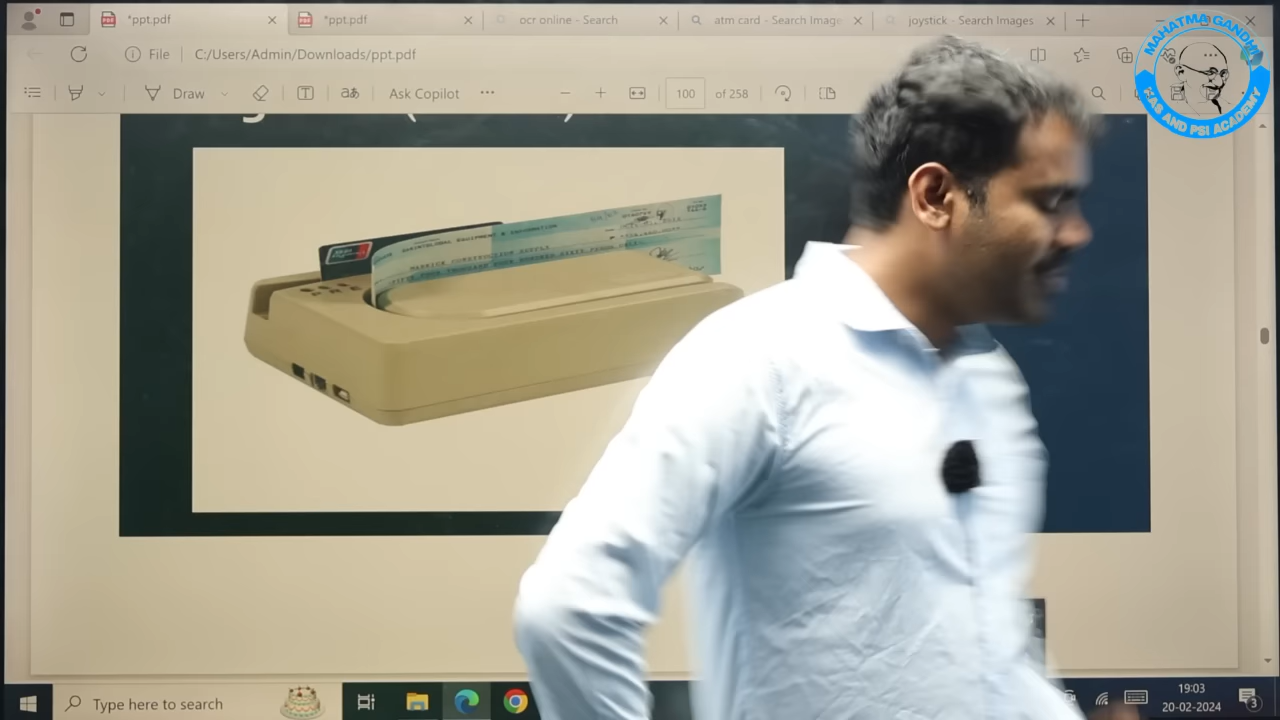 *ppt.pdf
*ppt.pdf
ocr online - Search
atm card - Search Image
joystick - Search Images
File
C:/Users/Admin/Downloads/ppt.pdf
Draw
Ask Copilot
100
of 258
MAHATMA GANDHI
KAS AND PSI ACADEMY
Type here to search
19:03
20-02-2024
3